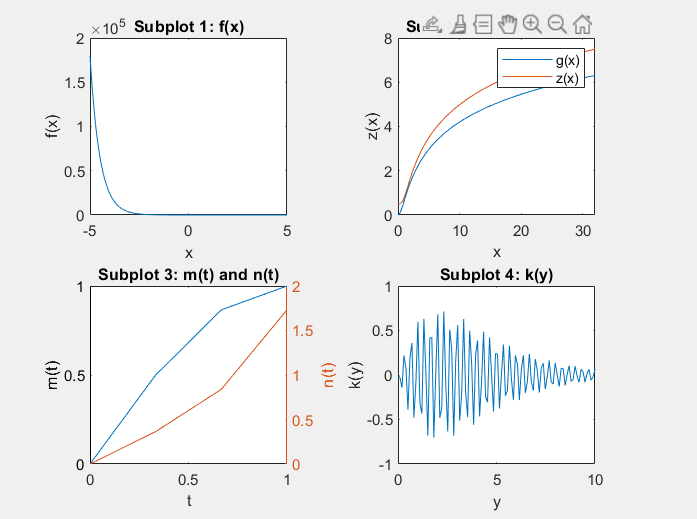 ×10⁵ Subplot 1: f(x)
2
1.5
1
0.5
0
f(x)
-5 0 5
x
8
6
4
2
0
z(x)
g(x)
z(x)
0 10 20 30
x
Subplot 3: m(t) and n(t)
1
0.5
0
m(t)
2
1.5
1
0.5
0
n(t)
0 0.5 1
t
Subplot 4: k(y)
1
0.5
0
-0.5
-1
k(y)
0 5 10
y